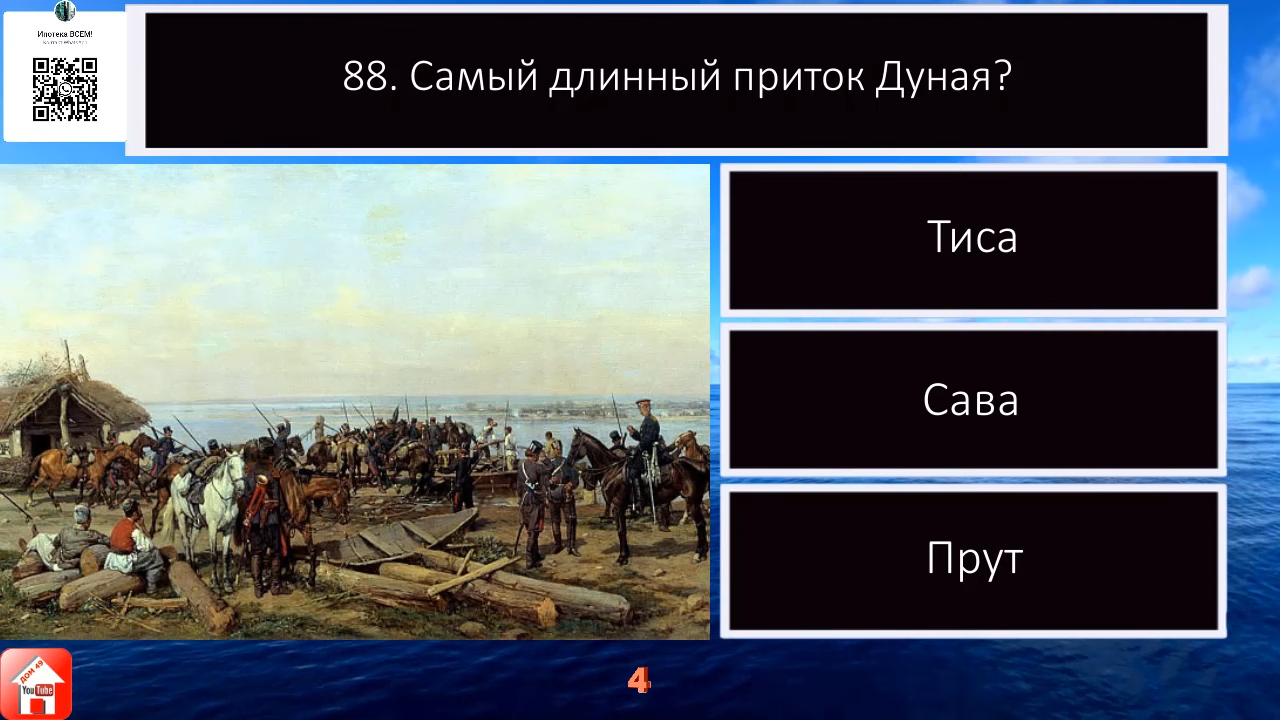 Ипотека ВСЕМ!
88. Самый длинный приток Дуная?
Тиса
Сава
Прут
4
ДОМ 49
YouTube